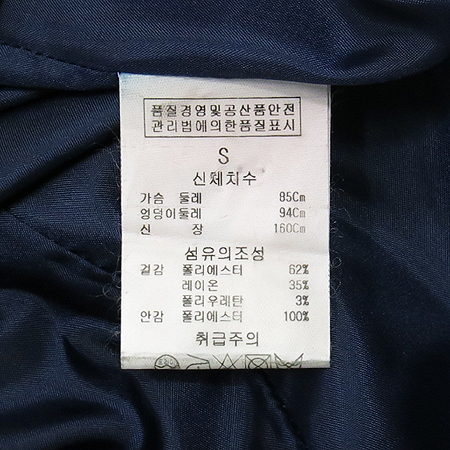 품질경영및공산품안전
관리법에의한품질표시
S
신체치수
가슴 둘레 85Cm
엉덩이둘레 94Cm
신 장 160Cm
섬유의조성
겉감 폴리에스터 62%
레이온 35%
폴리우레탄 3%
안감 폴리에스터 100%
취급주의